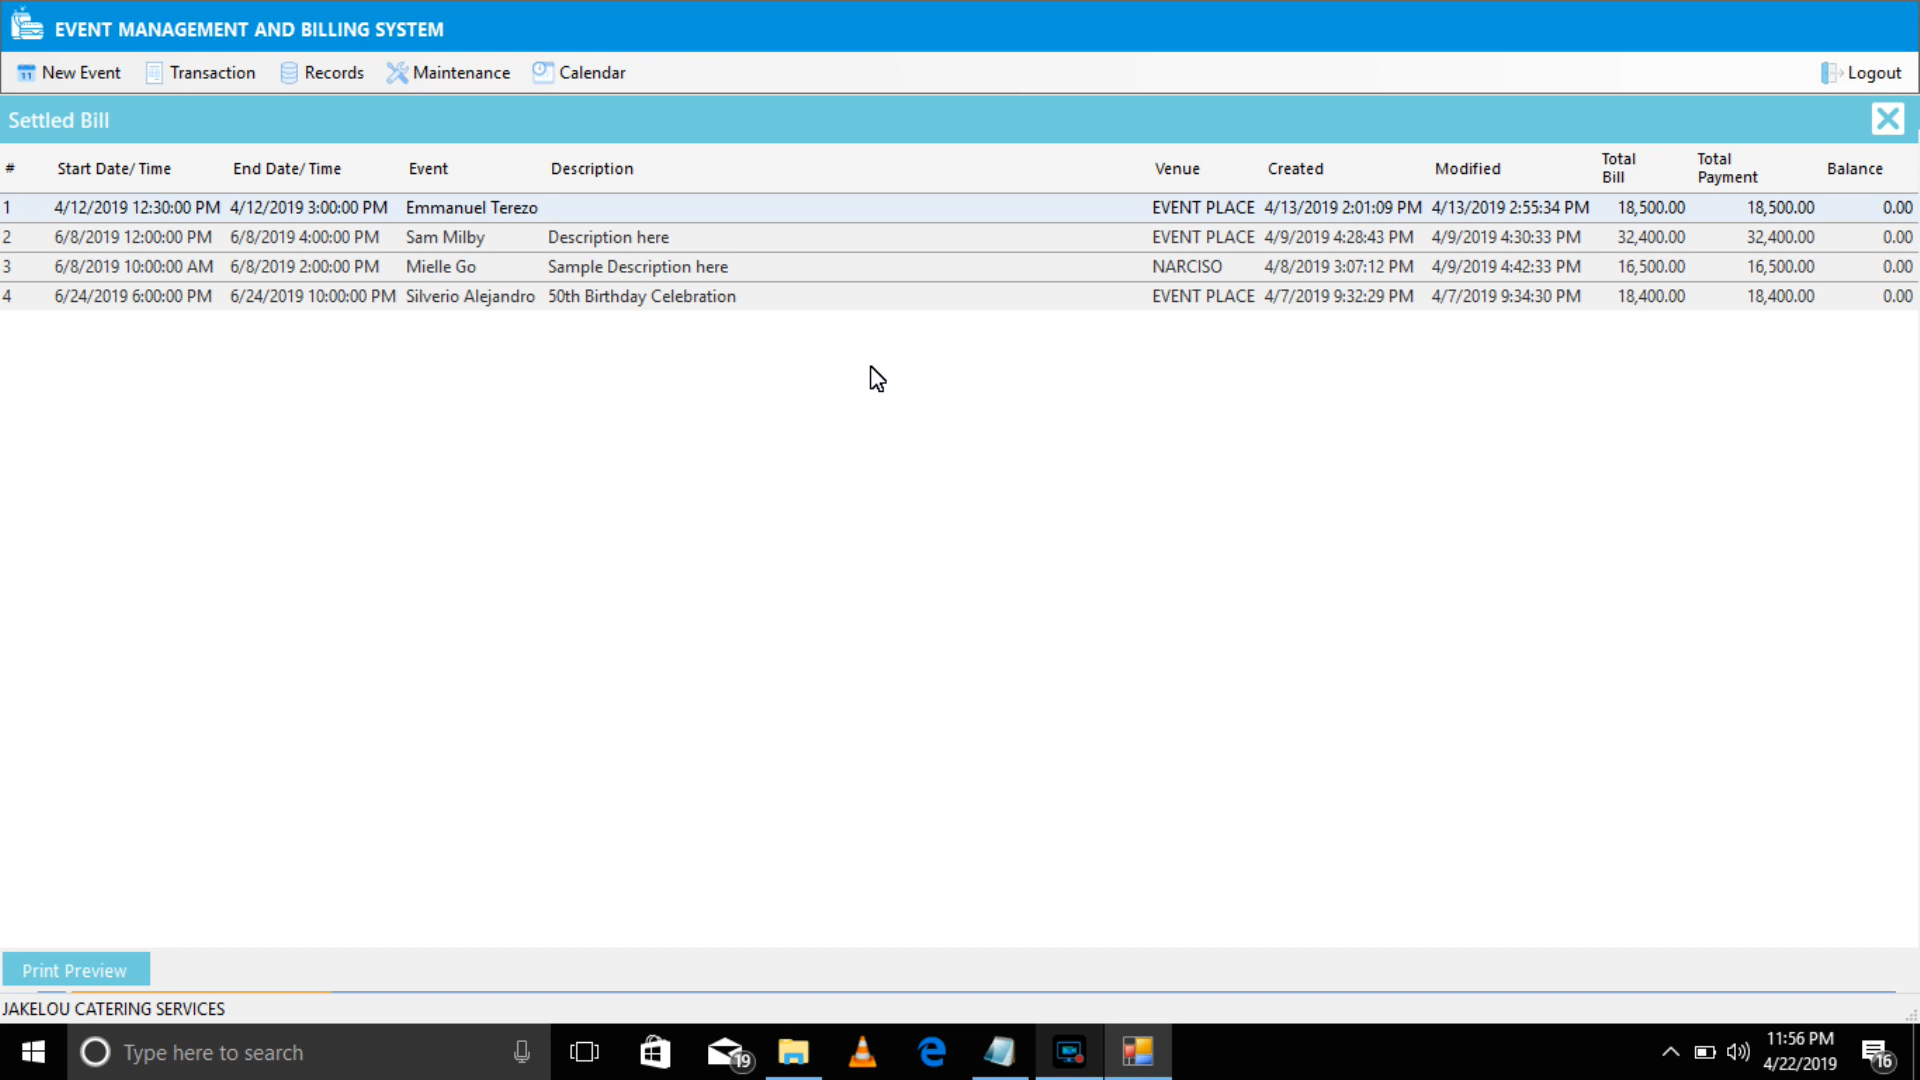 EVENT MANAGEMENT AND BILLING SYSTEM
New Event Transaction Records Maintenance Calendar Logout
Settled Bill
# Start Date/ Time End Date/ Time Event Description Venue Created Modified Total Bill Total Payment Balance
1 4/12/2019 12:30:00 PM 4/12/2019 3:00:00 PM Emmanuel Terezo EVENT PLACE 4/13/2019 2:01:09 PM 4/13/2019 2:55:34 PM 18,500.00 18,500.00 0.00
2 6/8/2019 12:00:00 PM 6/8/2019 4:00:00 PM Sam Milby Description here EVENT PLACE 4/9/2019 4:28:43 PM 4/9/2019 4:30:33 PM 32,400.00 32,400.00 0.00
3 6/8/2019 10:00:00 AM 6/8/2019 2:00:00 PM Mielle Go Sample Description here NARCISO 4/8/2019 3:07:12 PM 4/9/2019 4:42:33 PM 16,500.00 16,500.00 0.00
4 6/24/2019 6:00:00 PM 6/24/2019 10:00:00 PM Silverio Alejandro 50th Birthday Celebration EVENT PLACE 4/7/2019 9:32:29 PM 4/7/2019 9:34:30 PM 18,400.00 18,400.00 0.00
Print Preview
JAKELOU CATERING SERVICES
Type here to search 19 11:56 PM 16
4/22/2019